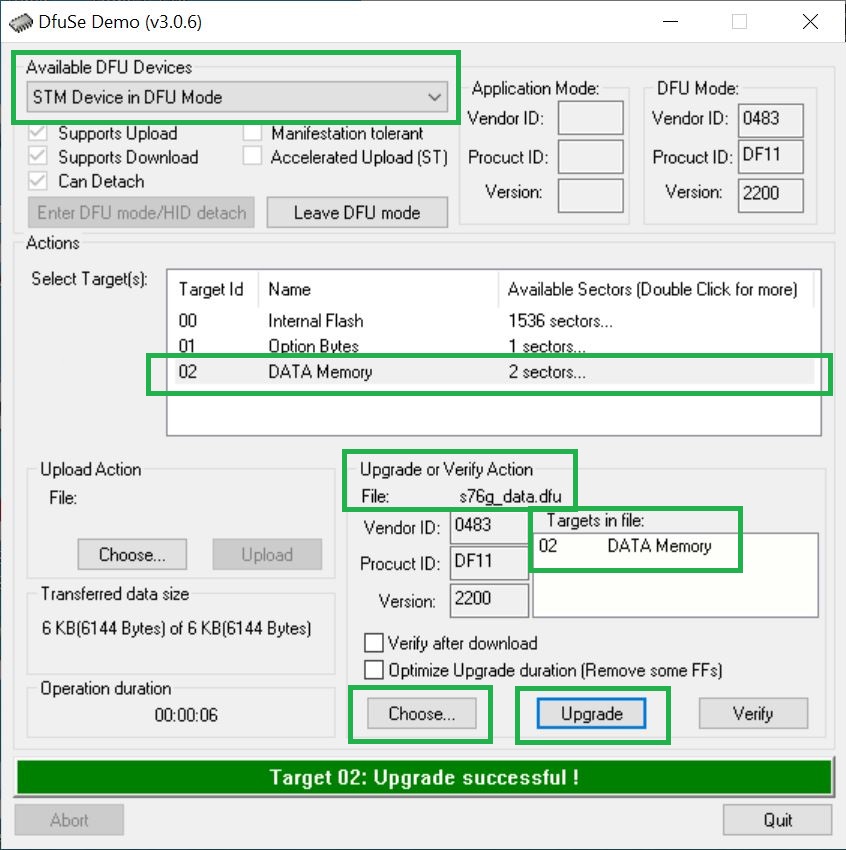 DfuSe Demo (v3.0.6)
Available DFU Devices
STM Device in DFU Mode
Supports Upload
Manifestation tolerant
Supports Download
Accelerated Upload (ST)
Can Detach
Enter DFU mode/HID detach
Leave DFU mode
Application Mode:
Vendor ID:
Procuct ID:
Version:
DFU Mode:
Vendor ID: 0483
Procuct ID: DF11
Version: 2200
Actions
Select Target(s):
Target Id Name Available Sectors (Double Click for more)
00 Internal Flash 1536 sectors...
01 Option Bytes 1 sectors...
02 DATA Memory 2 sectors...
Upload Action
File:
Choose...
Upload
Transferred data size
6 KB(6144 Bytes) of 6 KB(6144 Bytes)
Operation duration
00:00:06
Upgrade or Verify Action
File: s76g_data.dfu
Vendor ID: 0483
Procuct ID: DF11
Version: 2200
Targets in file:
02 DATA Memory
Verify after download
Optimize Upgrade duration (Remove some FFs)
Choose...
Upgrade
Verify
Target 02: Upgrade successful !
Abort
Quit